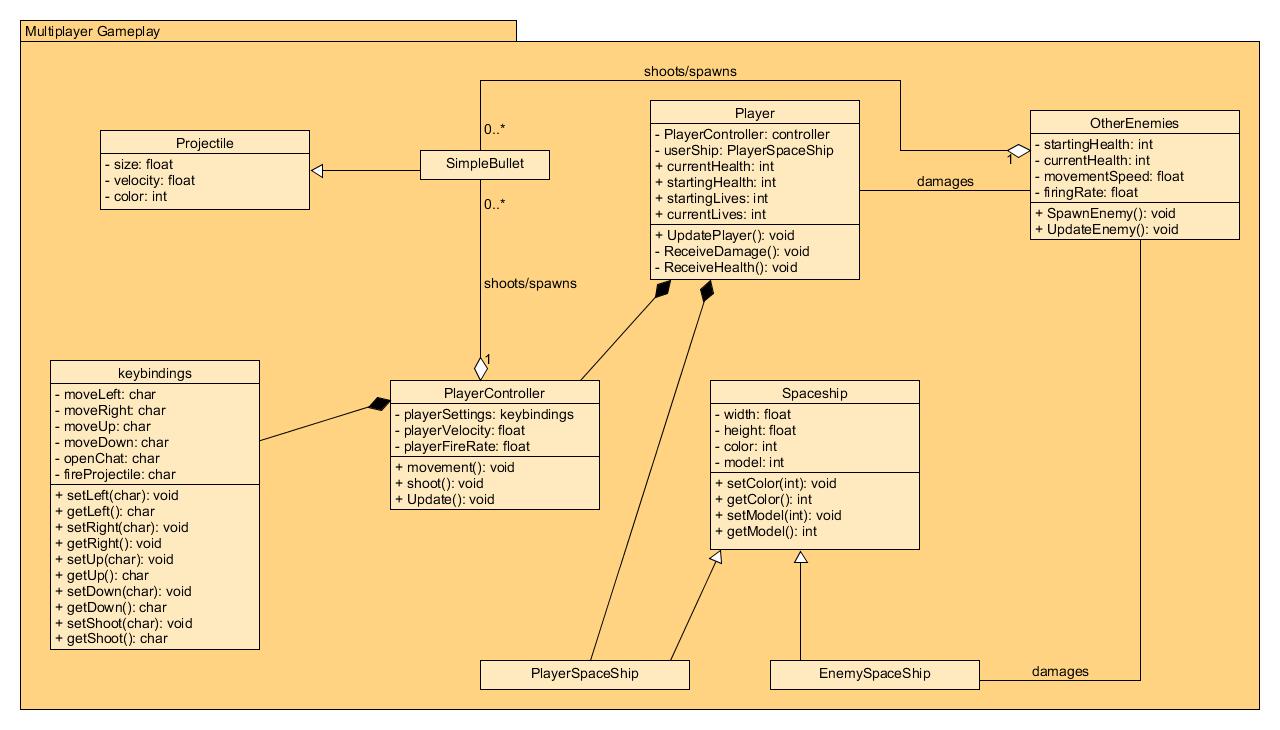 Multiplayer Gameplay
shoots/spawns
0..*
Projectile
- size: float
- velocity: float
- color: int
SimpleBullet
0..*
shoots/spawns
1
Player
- PlayerController: controller
- userShip: PlayerSpaceShip
+ currentHealth: int
+ startingHealth: int
+ startingLives: int
+ currentLives: int
+ UpdatePlayer(): void
- ReceiveDamage(): void
- ReceiveHealth(): void
damages
1
OtherEnemies
- startingHealth: int
- currentHealth: int
- movementSpeed: float
- firingRate: float
+ SpawnEnemy(): void
+ UpdateEnemy(): void
keybindings
- moveLeft: char
- moveRight: char
- moveUp: char
- moveDown: char
- openChat: char
- fireProjectile: char
+ setLeft(char): void
+ getLeft(): char
+ setRight(char): void
+ getRight(): void
+ setUp(char): void
+ getUp(): char
+ setDown(char): void
+ getDown(): char
+ setShoot(char): void
+ getShoot(): char
PlayerController
- playerSettings: keybindings
- playerVelocity: float
- playerFireRate: float
+ movement(): void
+ shoot(): void
+ Update(): void
Spaceship
- width: float
- height: float
- color: int
- model: int
+ setColor(int): void
+ getColor(): int
+ setModel(int): void
+ getModel(): int
PlayerSpaceShip
EnemySpaceShip
damages